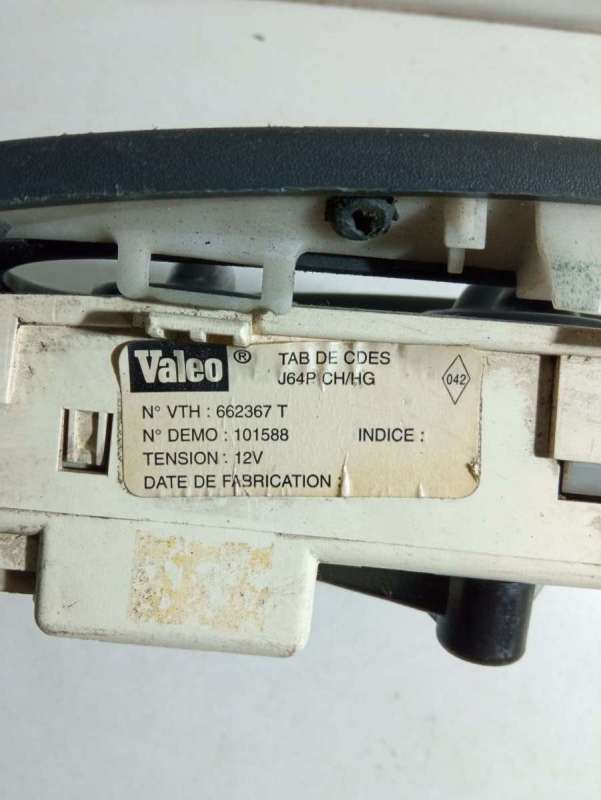 Valeo ® TAB DE CDES
J64P CH/HG
042
N° VTH : 662367 T
N° DEMO : 101588 INDICE :
TENSION : 12V
DATE DE FABRICATION :